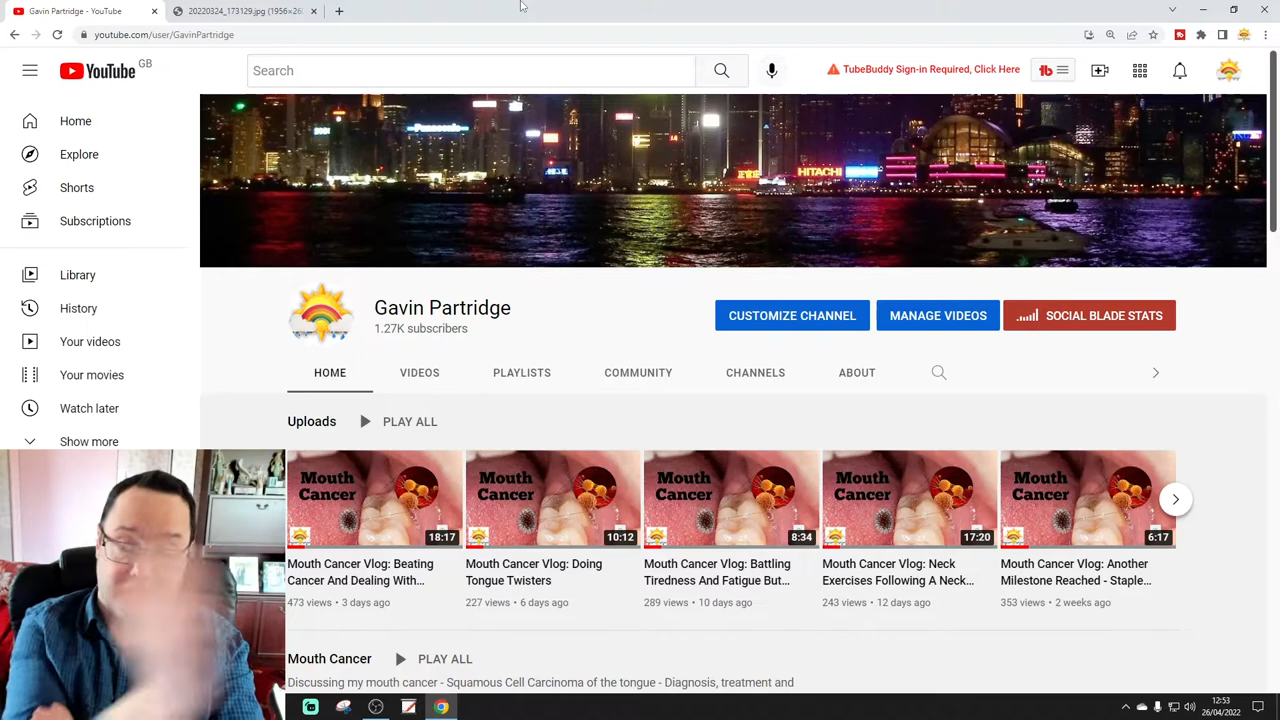 Gavin Partridge - YouTube
20220324_173129.jpg (1956×26
youtube.com/user/GavinPartridge
YouTube GB
Search
TubeBuddy Sign-in Required, Click Here
tb
Home
Explore
Shorts
Subscriptions
Library
History
Your videos
Your movies
Watch later
Show more
HITACHI
Gavin Partridge
1.27K subscribers
CUSTOMIZE CHANNEL
MANAGE VIDEOS
SOCIAL BLADE STATS
HOME
VIDEOS
PLAYLISTS
COMMUNITY
CHANNELS
ABOUT
Uploads
PLAY ALL
Mouth
Cancer
18:17
Mouth
Cancer
10:12
Mouth
Cancer
8:34
Mouth
Cancer
17:20
Mouth
Cancer
6:17
Mouth Cancer Vlog: Beating
Cancer And Dealing With...
473 views • 3 days ago
Mouth Cancer Vlog: Doing
Tongue Twisters
227 views • 6 days ago
Mouth Cancer Vlog: Battling
Tiredness And Fatigue But...
289 views • 10 days ago
Mouth Cancer Vlog: Neck
Exercises Following A Neck...
243 views • 12 days ago
Mouth Cancer Vlog: Another
Milestone Reached - Staple...
353 views • 2 weeks ago
Mouth Cancer
PLAY ALL
Discussing my mouth cancer - Squamous Cell Carcinoma of the tongue - Diagnosis, treatment and
12:53
26/04/2022